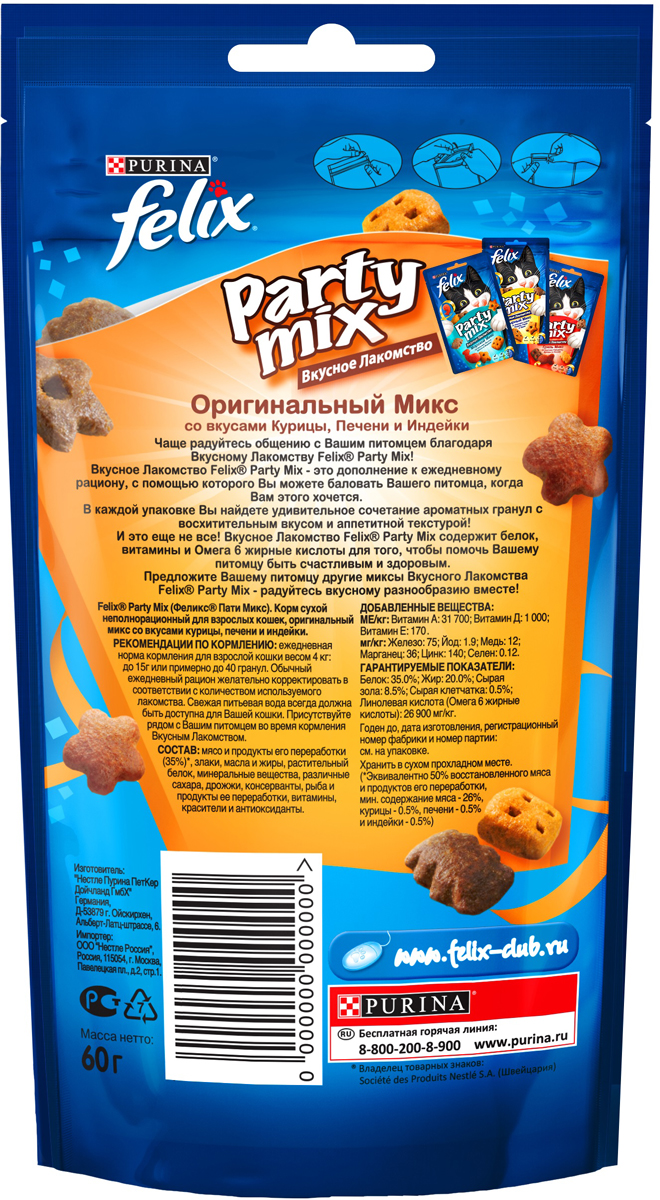 PURINA®
felix®
felix
Party
mix
felix
Party
mix
felix
Party
mix
Party
mix
Вкусное Лакомство
Оригинальный Микс
со вкусами Курицы, Печени и Индейки
Чаще радуйтесь общению с Вашим питомцем благодаря
Вкусному Лакомству Felix® Party Mix!
Вкусное Лакомство Felix® Party Mix - это дополнение к ежедневному
рациону, с помощью которого Вы можете баловать Вашего питомца, когда
Вам этого хочется.
В каждой упаковке Вы найдете удивительное сочетание ароматных гранул с
восхитительным вкусом и аппетитной текстурой!
И это еще не все! Вкусное Лакомство Felix® Party Mix содержит белок,
витамины и Омега 6 жирные кислоты для того, чтобы помочь Вашему
питомцу быть счастливым и здоровым.
Предложите Вашему питомцу другие миксы Вкусного Лакомства
Felix® Party Mix - радуйтесь вкусному разнообразию вместе!
Felix® Party Mix (Феликс® Пати Микс). Корм сухой
неполнорационный для взрослых кошек, оригинальный
микс со вкусами курицы, печени и индейки.
РЕКОМЕНДАЦИИ ПО КОРМЛЕНИЮ: ежедневная
норма кормления для взрослой кошки весом 4 кг:
до 15г или примерно до 40 гранул. Обычный
ежедневный рацион желательно корректировать в
соответствии с количеством используемого
лакомства. Свежая питьевая вода всегда должна
быть доступна для Вашей кошки. Присутствуйте
рядом с Вашим питомцем во время кормления
Вкусным Лакомством.
СОСТАВ: мясо и продукты его переработки
(35%)*, злаки, масла и жиры, растительный
белок, минеральные вещества, различные
сахара, дрожжи, консерванты, рыба и
продукты ее переработки, витамины,
красители и антиоксиданты.
ДОБАВЛЕННЫЕ ВЕЩЕСТВА:
МЕ/кг: Витамин А: 31 700; Витамин Д: 1 000;
Витамин Е: 170.
мг/кг: Железо: 75; Йод: 1.9; Медь: 12;
Марганец: 36; Цинк: 140; Селен: 0.12.
ГАРАНТИРУЕМЫЕ ПОКАЗАТЕЛИ:
Белок: 35.0%; Жир: 20.0%; Сырая
зола: 8.5%; Сырая клетчатка: 0.5%;
Линолевая кислота (Омега 6 жирные
кислоты): 26 900 мг/кг.
Годен до, дата изготовления, регистрационный
номер фабрики и номер партии:
см. на упаковке.
Хранить в сухом прохладном месте.
(*Эквивалентно 50% восстановленного мяса
и продуктов его переработки,
мин. содержание мяса - 26%,
курицы - 0.5%, печени - 0.5%
и индейки - 0.5%)
Изготовитель:
"Нестле Пурина ПетКер
Дойчланд ГмбХ"
Германия,
Д-53879 г. Ойскирхен,
Альберт-Латц-штрассе, 6.
Импортер:
ООО "Нестле Россия",
Россия, 115054, г. Москва,
Павелецкая пл., д.2, стр.1.
РСТ
7
Масса нетто:
60 г
0 000000 000000 >
www.felix-club.ru
PURINA®
RU Бесплатная горячая линия:
8-800-200-8-900 www.purina.ru
® Владелец товарных знаков:
Société des Produits Nestlé S.A. (Швейцария)